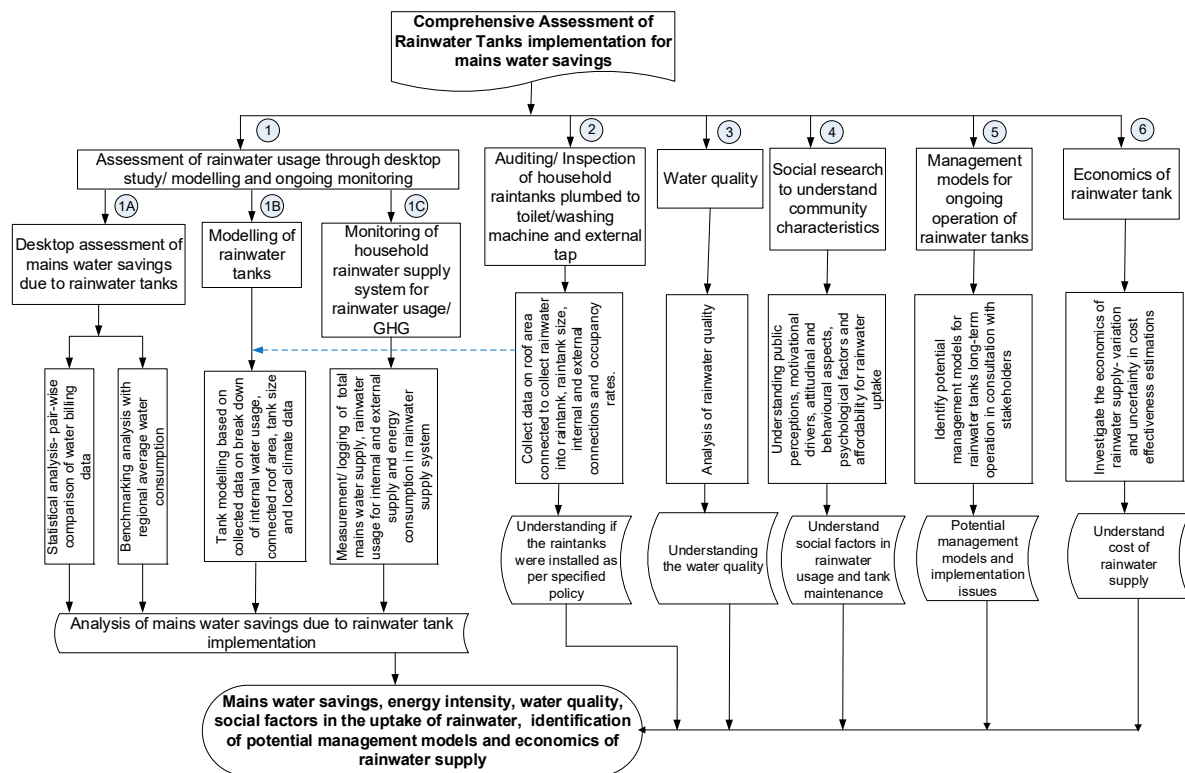 Comprehensive Assessment of
Rainwater Tanks implementation for
mains water savings
1
2
3
4
5
6
Assessment of rainwater usage through desktop
study/ modelling and ongoing monitoring
Auditing/ Inspection
of household
raintanks plumbed to
toilet/washing
machine and external
tap
Water quality
Social research
to understand
community
characteristics
Management
models for
ongoing operation of
rainwater tanks
Economics of
rainwater tank
1A
1B
1C
Desktop assessment of
mains water savings
due to rainwater tanks
Modelling of
rainwater
tanks
Monitoring of
household
rainwater supply
system for
rainwater usage/
GHG
Statistical analysis- pair-wise
comparison of water billing
data
Benchmarking analysis with
regional average water
consumption
Tank modelling based on
collected data on break down
of internal water usage,
connected roof area, tank size
and local climate data
Measurement/ logging of total
mains water supply, rainwater
usage for internal and external
supply and energy
consumption in rainwater
supply system
Collect data on roof area
connected to collect rainwater
into raintank, raintank size,
internal and external
connections and occupancy
rates.
Analysis of rainwater quality
Understanding public
perceptions, motivational
drivers, attitudinal and
behavioural aspects,
psychological factors and
affordability for rainwater
uptake
Identify potential
management models for
rainwater tanks long-term
operation in consultation with
stakeholders
Investigate the economics of
rainwater supply- variation
and uncertainty in cost
effectiveness estimations
Understanding if
the raintanks
were installed as
per specified
policy
Understanding
the water quality
Understand
social factors in
rainwater
usage and tank
maintenance
Potential
management
models and
implementation
issues
Understand
cost of
rainwater
supply
Analysis of mains water savings due to rainwater tank
implementation
Mains water savings, energy intensity, water quality,
social factors in the uptake of rainwater, identification
of potential management models and economics of
rainwater supply